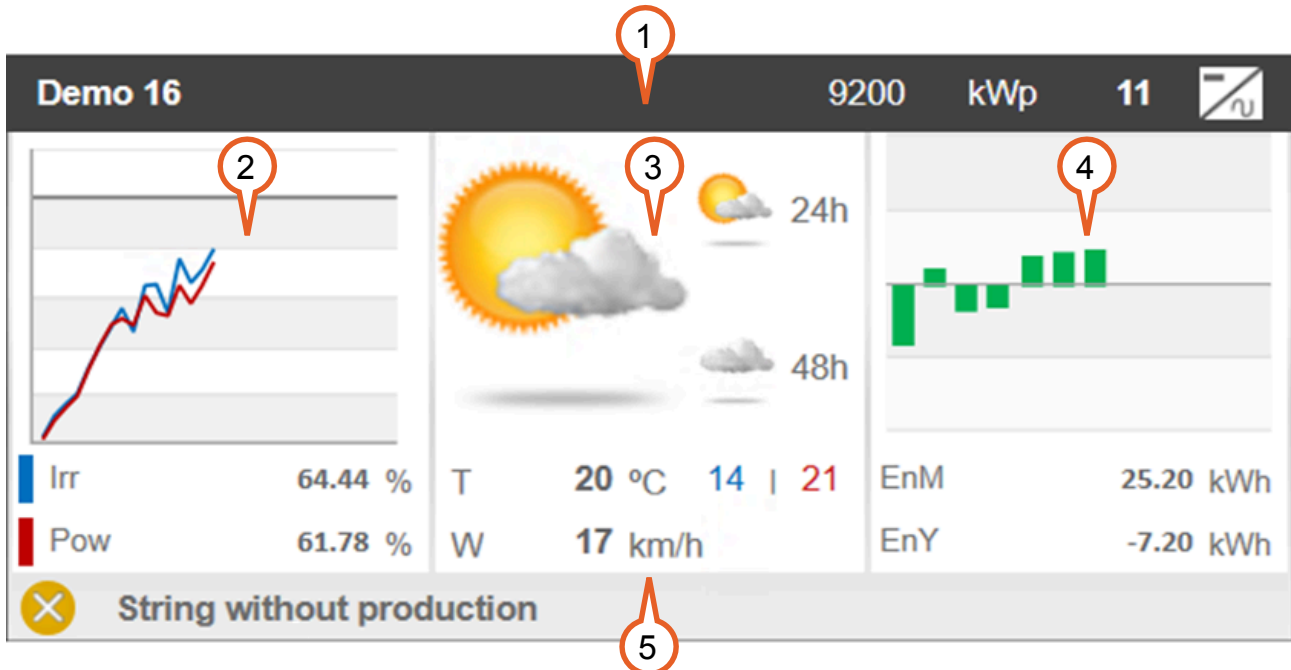 1
Demo 16 9200 kWp 11
2 3 4
24h
48h
Irr 64.44 % T 20 ºC 14 | 21 EnM 25.20 kWh
Pow 61.78 % W 17 km/h EnY -7.20 kWh
String without production
5